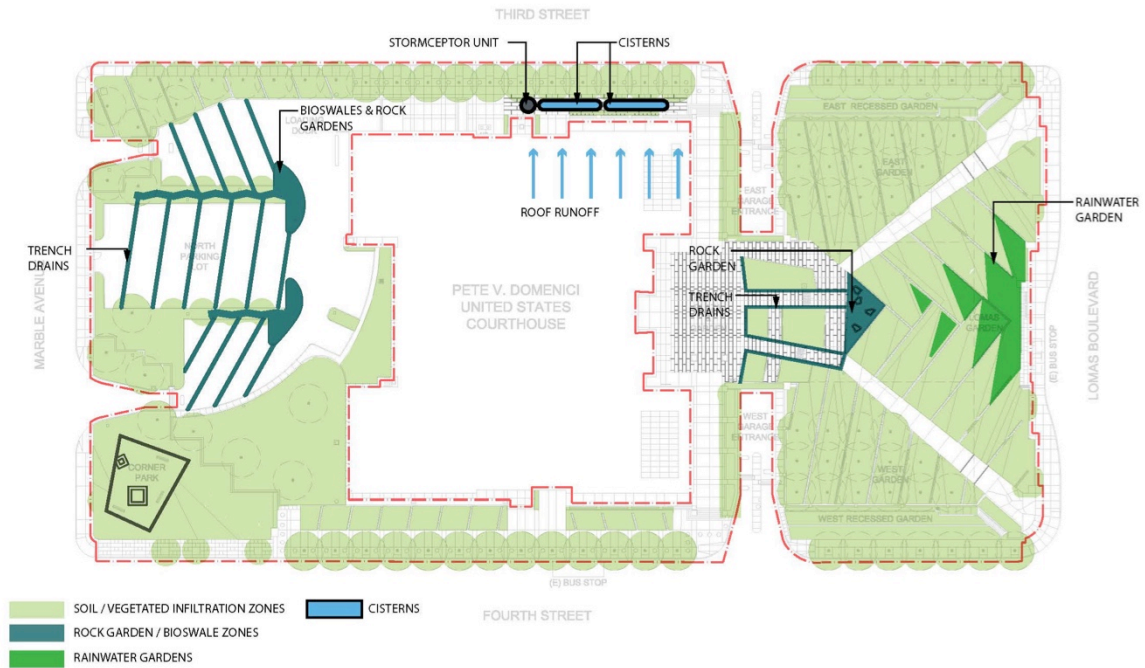 THIRD STREET
STORMCEPTOR UNIT
CISTERNS
BIOSWALES & ROCK
GARDENS
EAST RECESSED GARDEN
EAST
GARDEN
ROOF RUNOFF
EAST
GARAGE
ENTRANCE
RAINWATER
GARDEN
TRENCH
DRAINS
NORTH
PARKING
LOT
ROCK
GARDEN
MARBLE AVENUE
PETE V. DOMENICI
UNITED STATES
COURTHOUSE
TRENCH
DRAINS
LOMAS
GARDEN
(E) BUS STOP
LOMAS BOULEVARD
WEST
GARAGE
ENTRANCE
CORNER
PARK
WEST
GARDEN
WEST RECESSED GARDEN
(E) BUS STOP
FOURTH STREET
SOIL / VEGETATED INFILTRATION ZONES
CISTERNS
ROCK GARDEN / BIOSWALE ZONES
RAINWATER GARDENS